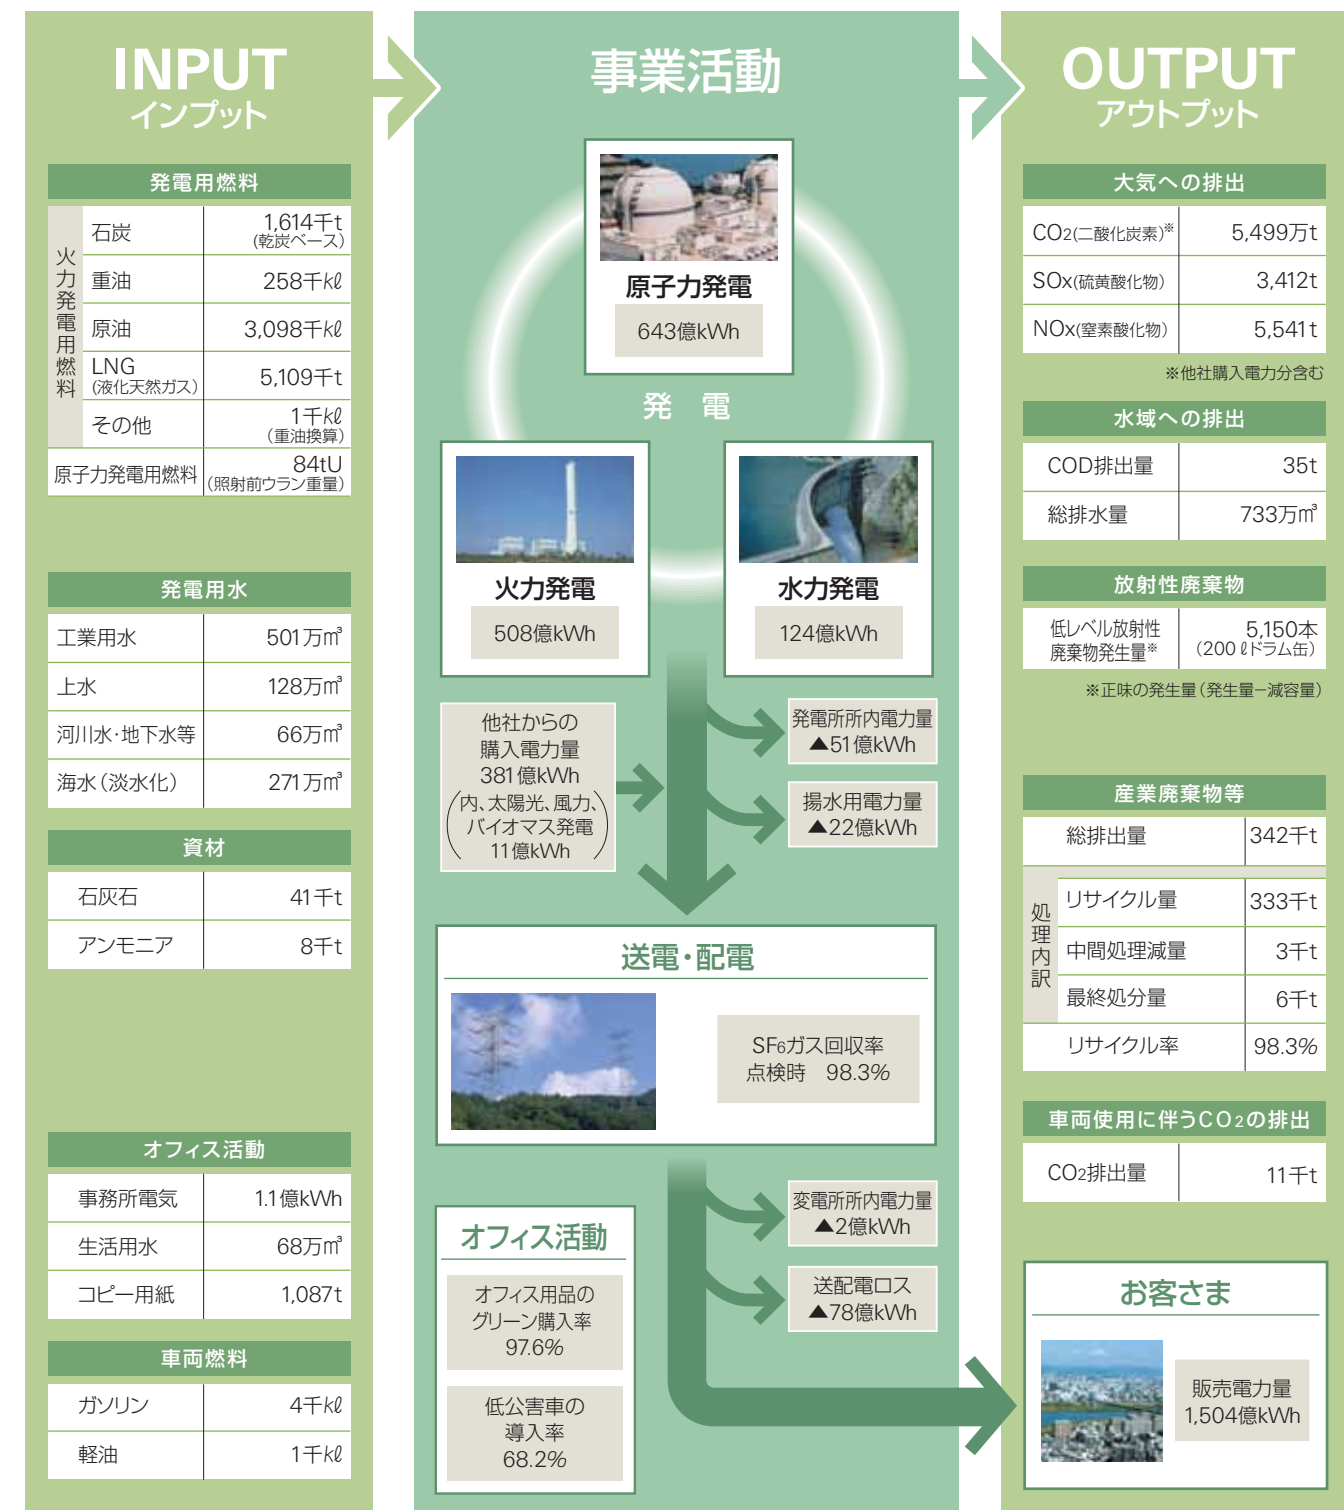 INPUT
インプット
発電用燃料
火力発電用燃料
石炭 1,614千t
(乾炭ベース)
重油 258千kℓ
原油 3,098千kℓ
LNG
(液化天然ガス) 5,109千t
その他 1千kℓ
(重油換算)
原子力発電用燃料 84tU
(照射前ウラン重量)
発電用水
工業用水 501万㎥
上水 128万㎥
河川水・地下水等 66万㎥
海水(淡水化) 271万㎥
資材
石灰石 41千t
アンモニア 8千t
オフィス活動
事務所電気 1.1億kWh
生活用水 68万㎥
コピー用紙 1,087t
車両燃料
ガソリン 4千kℓ
軽油 1千kℓ
事業活動
原子力発電
643億kWh
発 電
火力発電
508億kWh
水力発電
124億kWh
他社からの
購入電力量
381億kWh
(内、太陽光、風力、
バイオマス発電
11億kWh)
発電所所内電力量
▲51億kWh
揚水用電力量
▲22億kWh
送電・配電
SF6ガス回収率
点検時 98.3%
変電所所内電力量
▲2億kWh
送配電ロス
▲78億kWh
オフィス活動
オフィス用品の
グリーン購入率
97.6%
低公害車の
導入率
68.2%
OUTPUT
アウトプット
大気への排出
CO2(二酸化炭素)※ 5,499万t
SOx(硫黄酸化物) 3,412t
NOx(窒素酸化物) 5,541t
※他社購入電力分含む
水域への排出
COD排出量 35t
総排水量 733万㎥
放射性廃棄物
低レベル放射性
廃棄物発生量※
5,150本
(200ℓドラム缶)
※正味の発生量(発生量−減容量)
産業廃棄物等
総排出量 342千t
処理内訳
リサイクル量 333千t
中間処理減量 3千t
最終処分量 6千t
リサイクル率 98.3%
車両使用に伴うCO2の排出
CO2排出量 11千t
お客さま
販売電力量
1,504億kWh